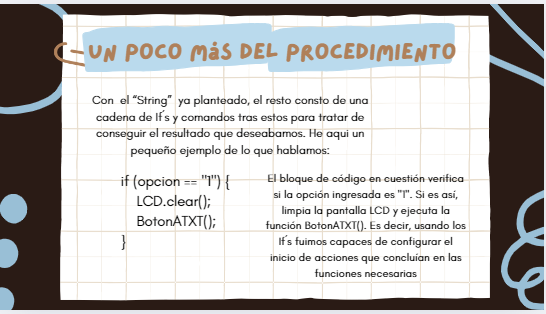 UN POCO MáS DEL PROCEDIMIENTO
Con el "String" ya planteado, el resto consto de una
cadena de If´s y comandos tras estos para tratar de
conseguir el resultado que deseabamos. He aqui un
pequeño ejemplo de lo que hablamos:
if (opcion == "1") {
LCD.clear();
BotonATXT();
}
El bloque de código en cuestión verifica
si la opción ingresada es "1". Si es así,
limpia la pantalla LCD y ejecuta la
función BotonATXT(). Es decir, usando los
If´s fuimos capaces de configurar el
inicio de acciones que concluían en las
funciones necesarias